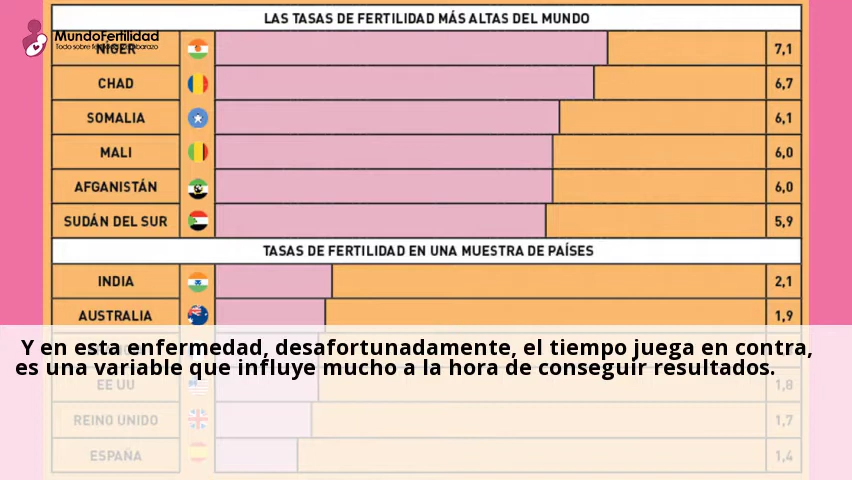 LAS TASAS DE FERTILIDAD MÁS ALTAS DEL MUNDO
MundoFertilidad
NÍGER 7,1
CHAD 6,7
SOMALIA 6,1
MALI 6,0
AFGANISTÁN 6,0
SUDÁN DEL SUR 5,9
TASAS DE FERTILIDAD EN UNA MUESTRA DE PAÍSES
INDIA 2,1
AUSTRALIA 1,9
Y en esta enfermedad, desafortunadamente, el tiempo juega en contra,
es una variable que influye mucho a la hora de conseguir resultados.
EE UU 1,8
REINO UNIDO 1,7
ESPAÑA 1,4